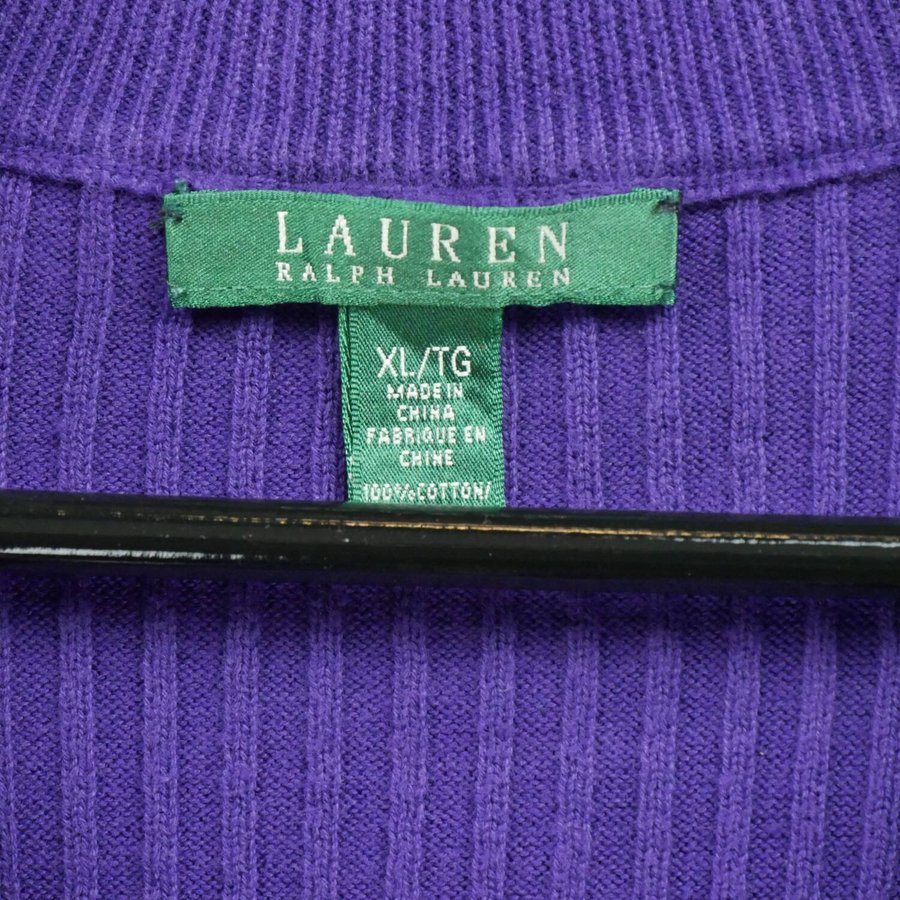 LAUREN
RALPH LAUREN
XL/TG
MADE IN
CHINA
FABRIQUE EN
CHINE
100%COTTON/